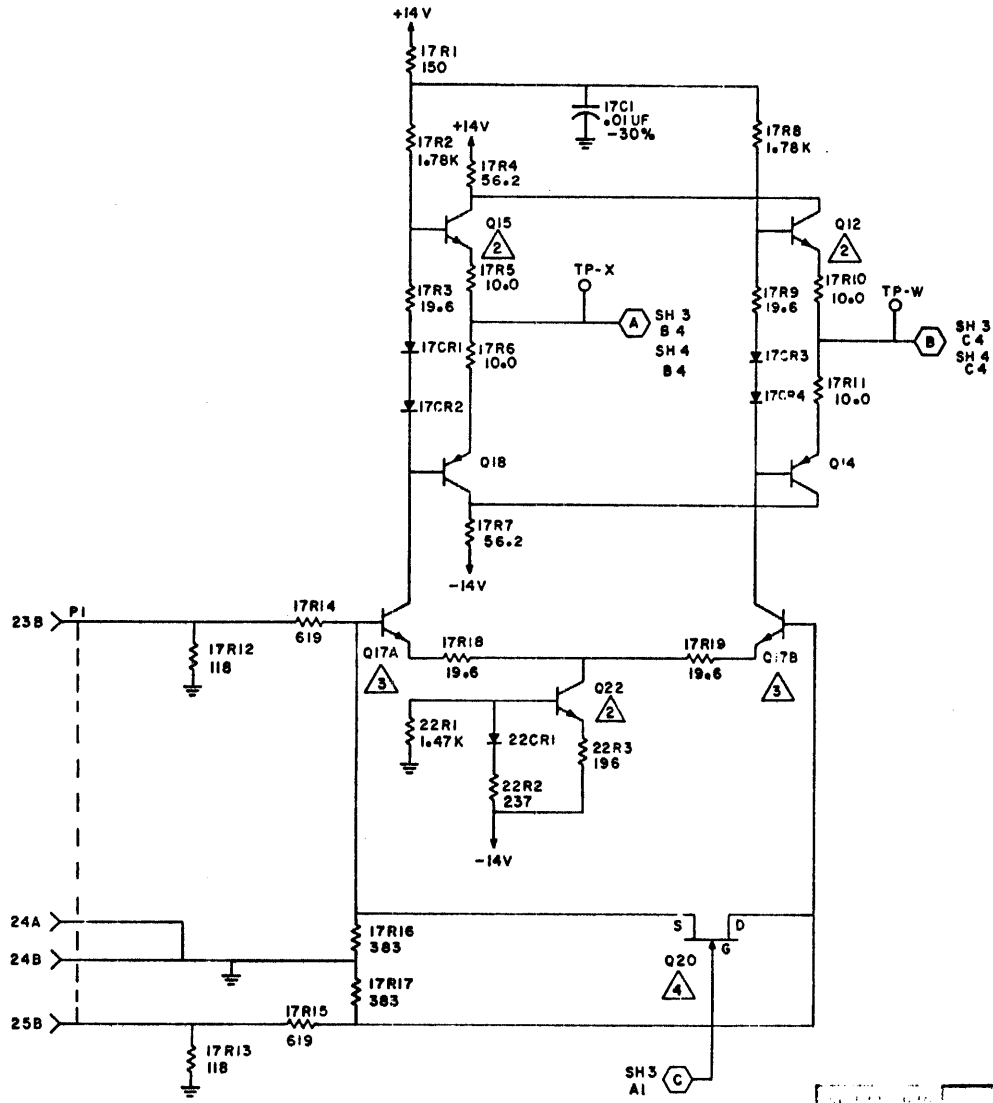 +14V
17R1
150
17C1
.01UF
-30%
17R2
1.78K
+14V
17R4
56.2
17R8
1.78K
Q15
2
Q12
2
17R5
10.0
TP-X
17R3
19.6
A
SH 3
B 4
SH 4
B 4
17R10
10.0
TP-W
17R9
19.6
B
SH 3
C 4
SH 4
C 4
17CR1
17R6
10.0
17CR3
17CR2
17CR4
17R11
10.0
Q18
Q14
17R7
56.2
-14V
23B
P1
17R14
619
17R12
118
Q17A
3
17R18
19.6
17R19
19.6
Q17B
3
Q22
2
22R1
1.47K
22CR1
22R3
196
22R2
237
-14V
24A
17R16
383
S
D
G
24B
Q20
4
17R17
383
25B
17R15
619
17R13
118
SH3
A1
C